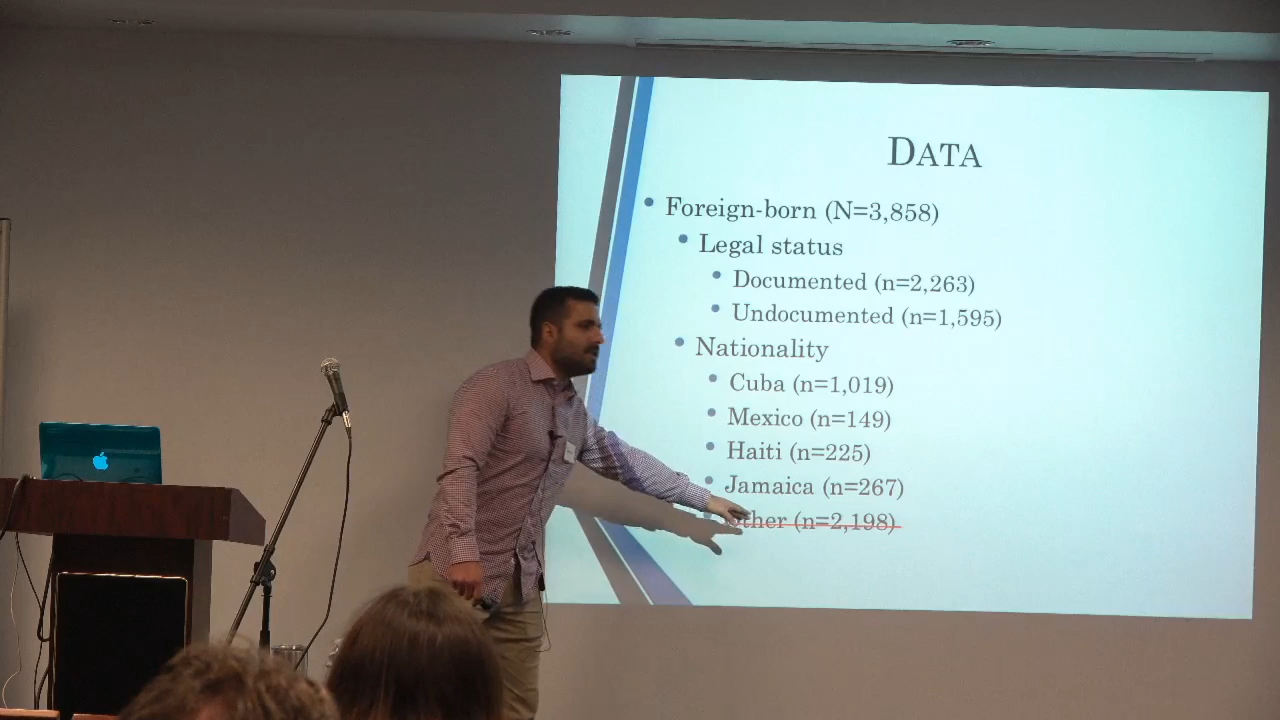 DATA
• Foreign-born (N=3,858)
• Legal status
• Documented (n=2,263)
• Undocumented (n=1,595)
• Nationality
• Cuba (n=1,019)
• Mexico (n=149)
• Haiti (n=225)
• Jamaica (n=267)
• Other (n=2,198)